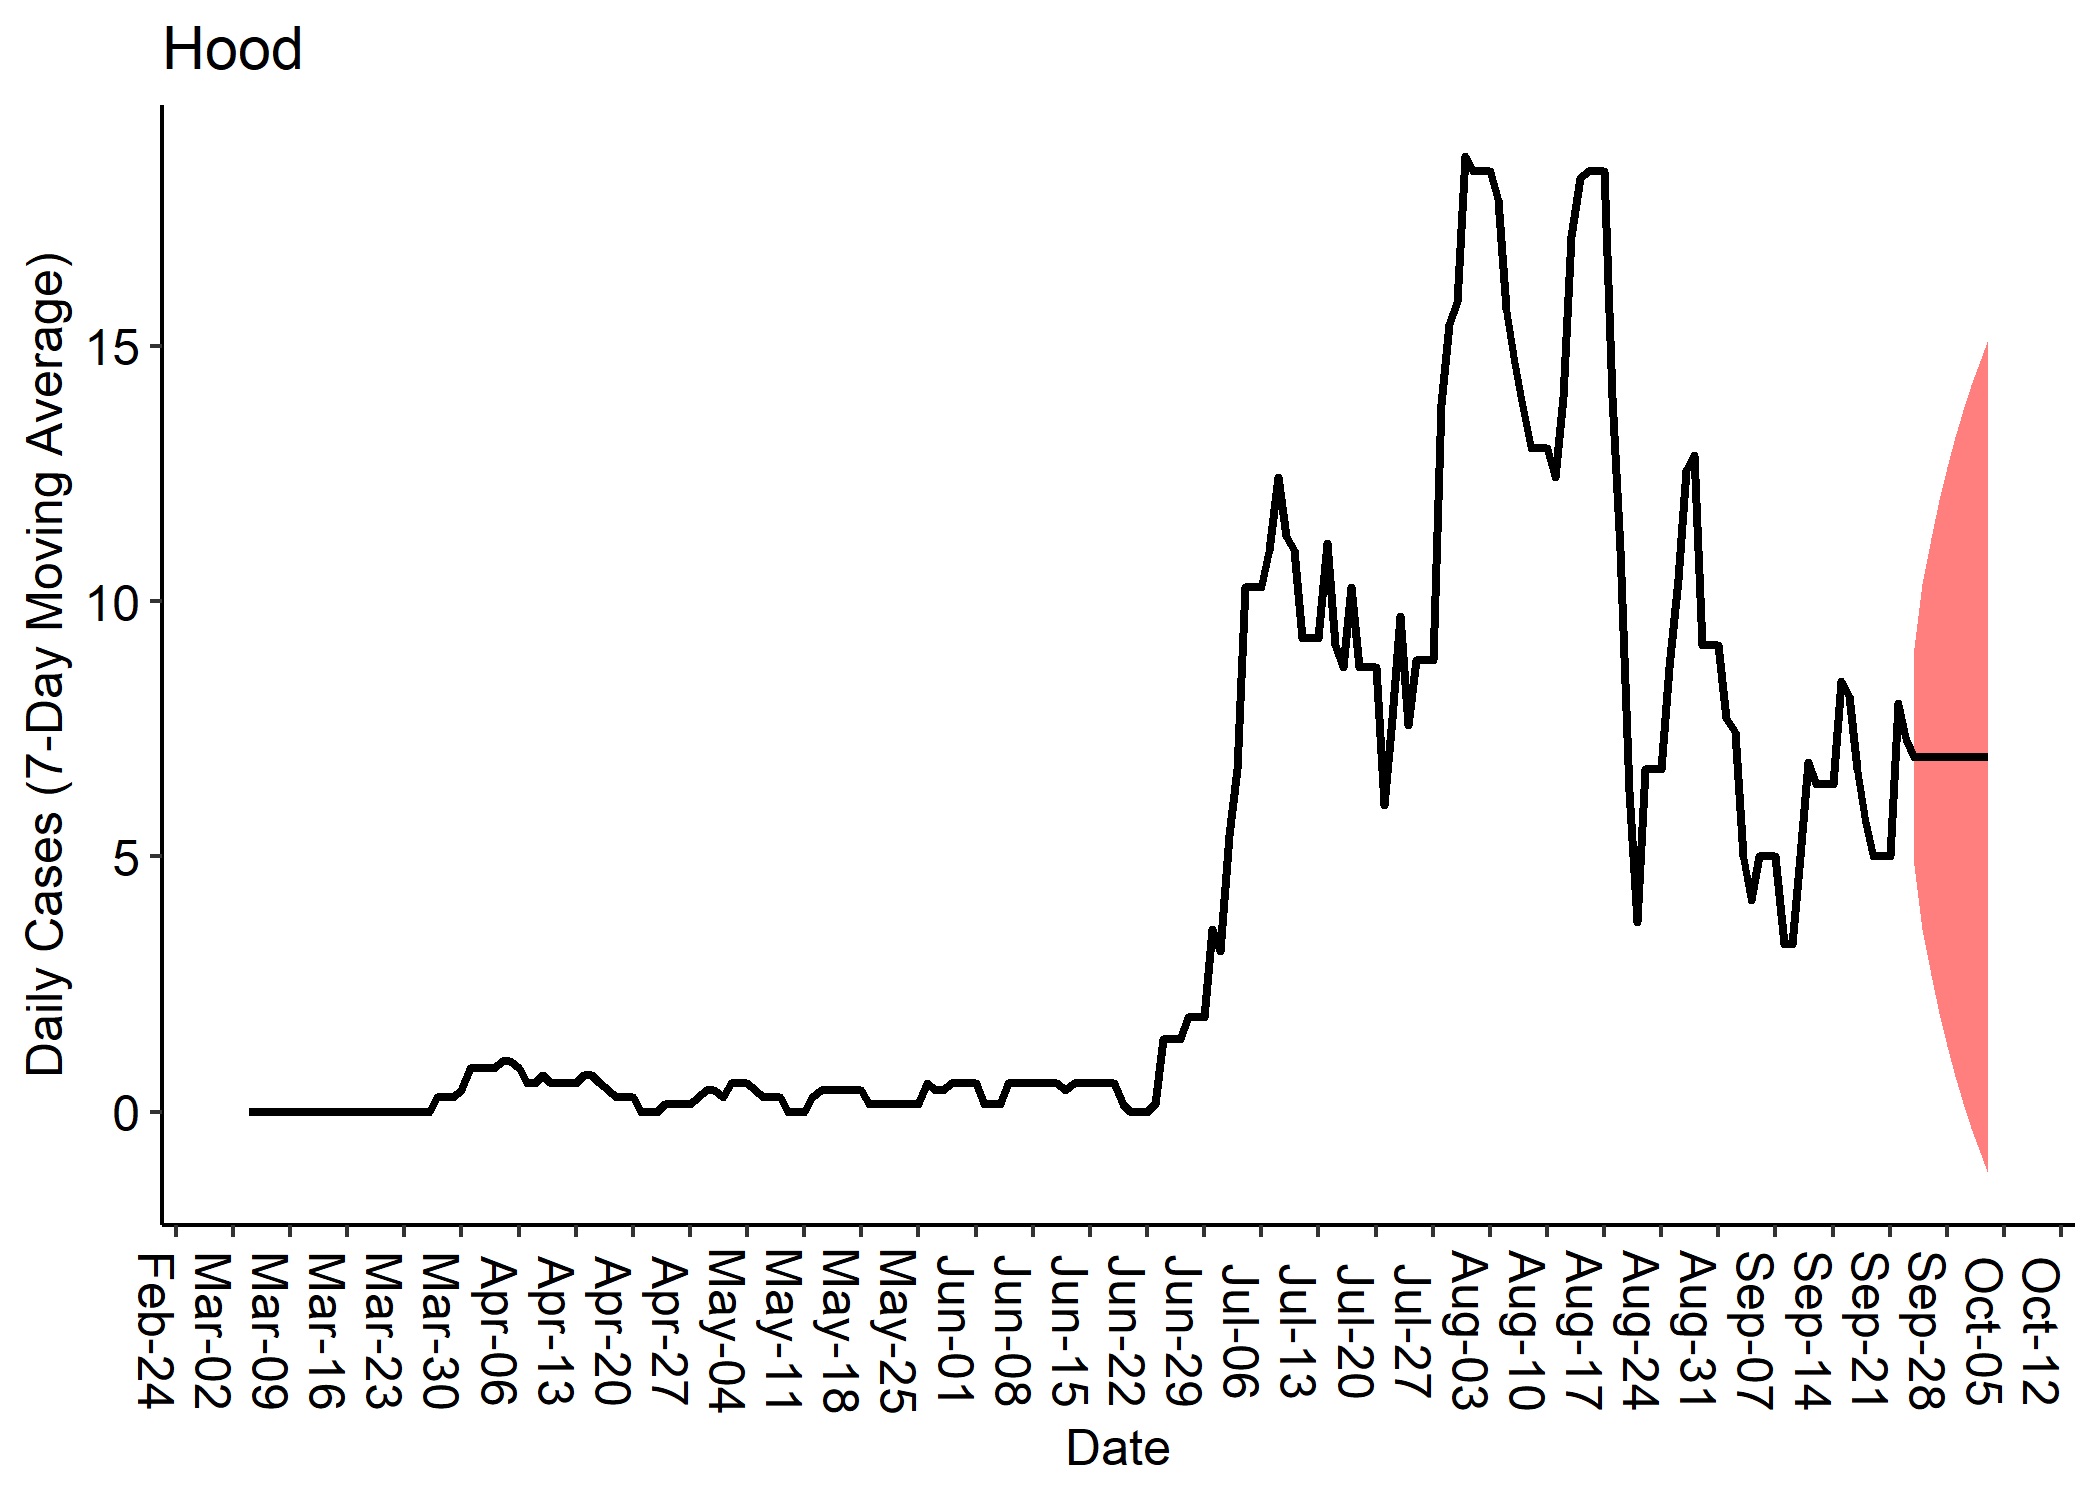 Hood
Daily Cases (7-Day Moving Average)
15
10
5
0
Feb-24
Mar-02
Mar-09
Mar-16
Mar-23
Mar-30
Apr-06
Apr-13
Apr-20
Apr-27
May-04
May-11
May-18
May-25
Jun-01
Jun-08
Jun-15
Jun-22
Jun-29
Jul-06
Jul-13
Jul-20
Jul-27
Aug-03
Aug-10
Aug-17
Aug-24
Aug-31
Sep-07
Sep-14
Sep-21
Sep-28
Oct-05
Oct-12
Date